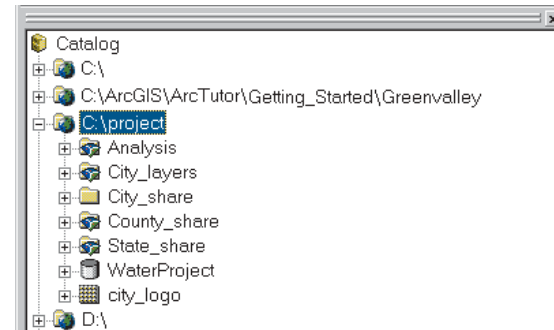 Catalog
C:\
C:\ArcGIS\ArcTutor\Getting_Started\Greenvalley
C:\project
Analysis
City_layers
City_share
County_share
State_share
WaterProject
city_logo
D:\